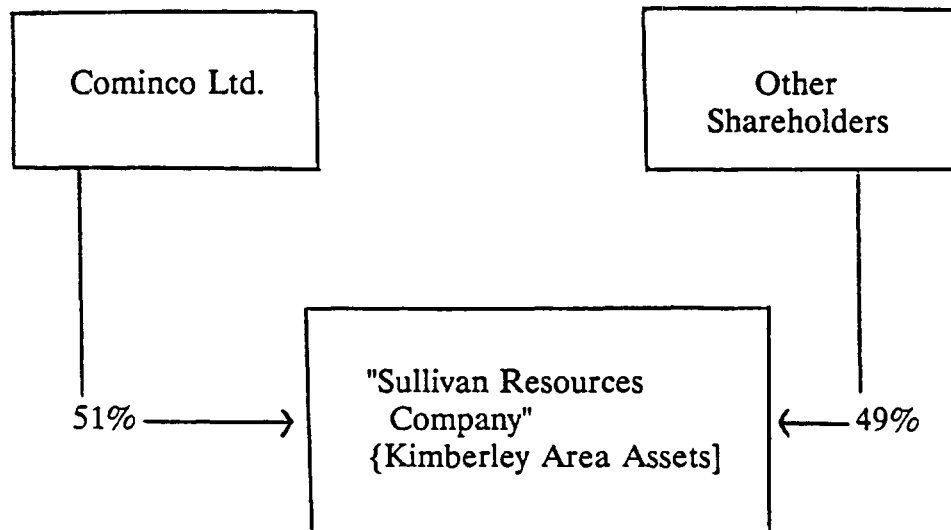 Cominco Ltd.
Other
Shareholders
"Sullivan Resources
Company"
{Kimberley Area Assets]
51%
49%